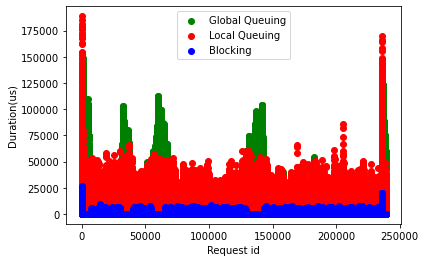 Global Queuing
Local Queuing
Blocking
175000
150000
125000
100000
75000
50000
25000
0
Duration(us)
0
50000
100000
150000
200000
250000
Request id